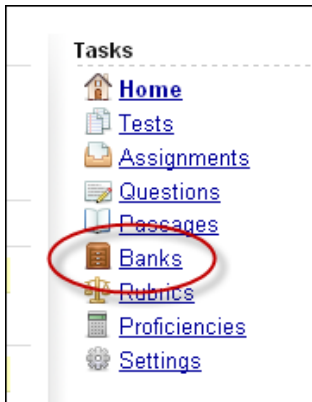 Tasks
Home
Tests
Assignments
Questions
Passages
Banks
Rubrics
Proficiencies
Settings